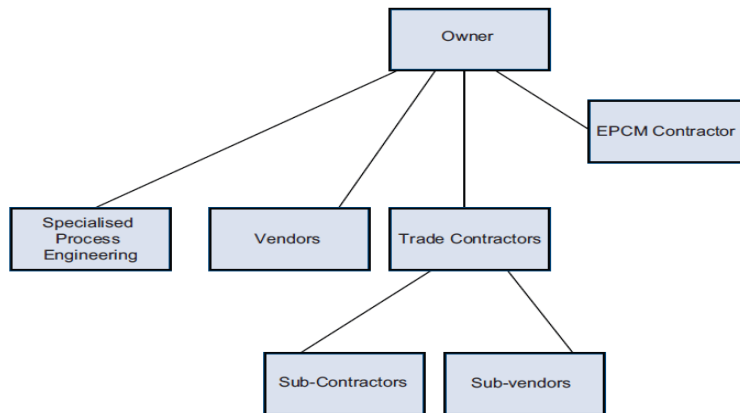 Owner
EPCM Contractor
Specialised
Process
Engineering
Vendors
Trade Contractors
Sub-Contractors
Sub-vendors